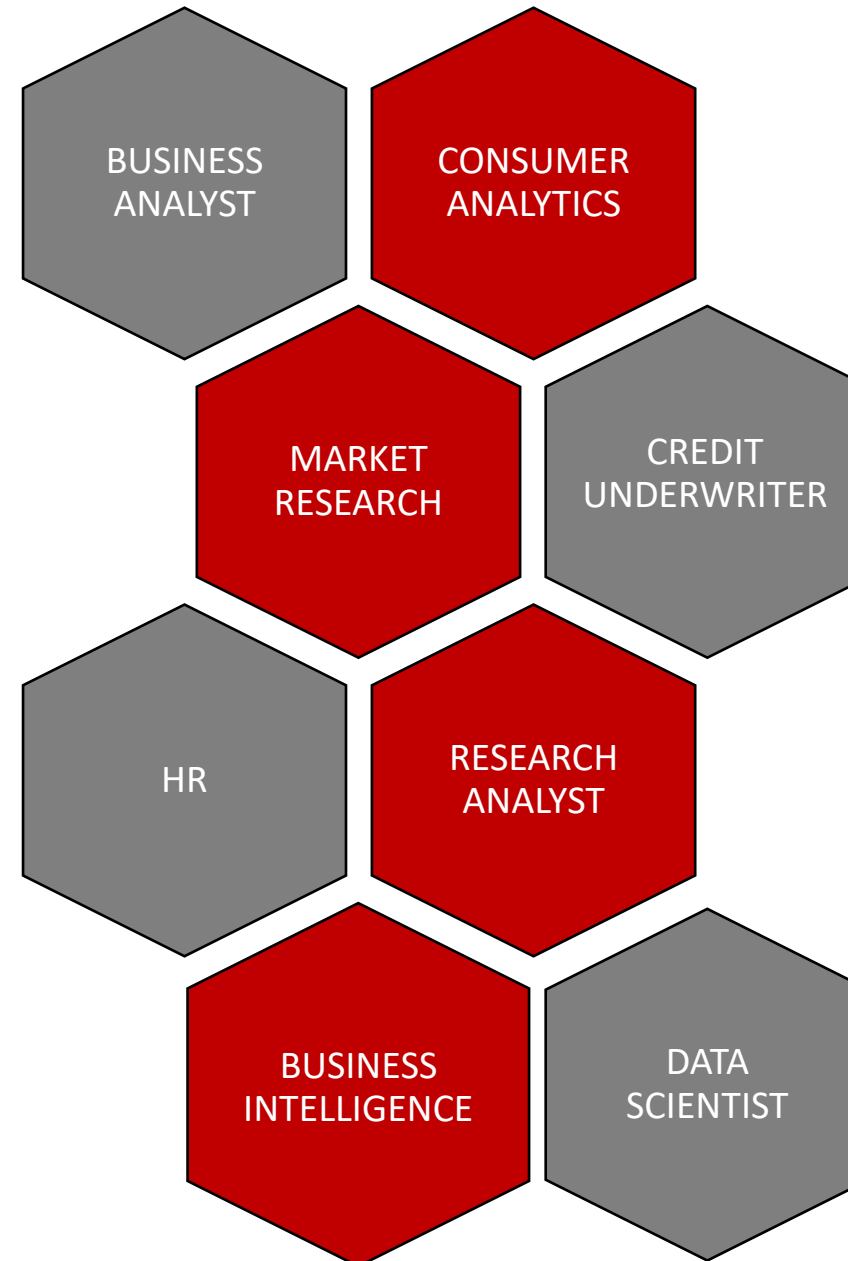 BUSINESS
ANALYST
CONSUMER
ANALYTICS
MARKET
RESEARCH
CREDIT
UNDERWRITER
HR
RESEARCH
ANALYST
BUSINESS
INTELLIGENCE
DATA
SCIENTIST